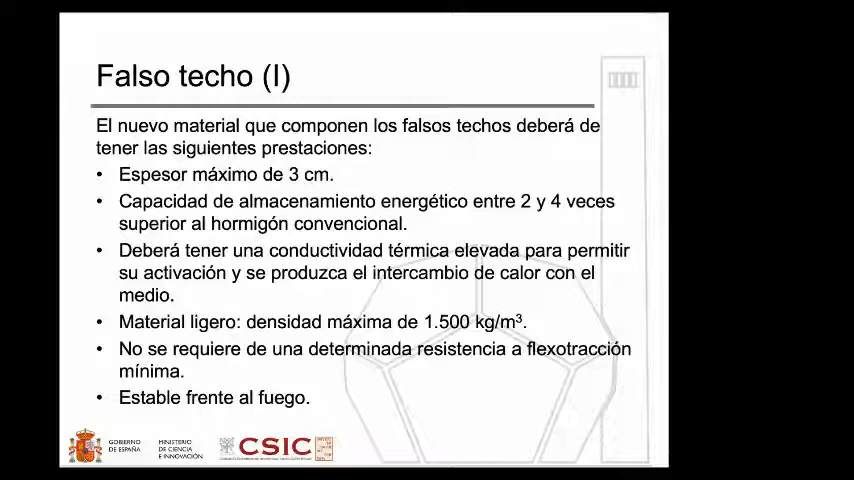 Falso techo (I)
El nuevo material que componen los falsos techos deberá de
tener las siguientes prestaciones:
• Espesor máximo de 3 cm.
• Capacidad de almacenamiento energético entre 2 y 4 veces
superior al hormigón convencional.
• Deberá tener una conductividad térmica elevada para permitir
su activación y se produzca el intercambio de calor con el
medio.
• Material ligero: densidad máxima de 1.500 kg/m³.
• No se requiere de una determinada resistencia a flexotracción
mínima.
• Estable frente al fuego.
GOBIERNO
DE ESPAÑA
MINISTERIO
DE CIENCIA
E INNOVACIÓN
CSIC